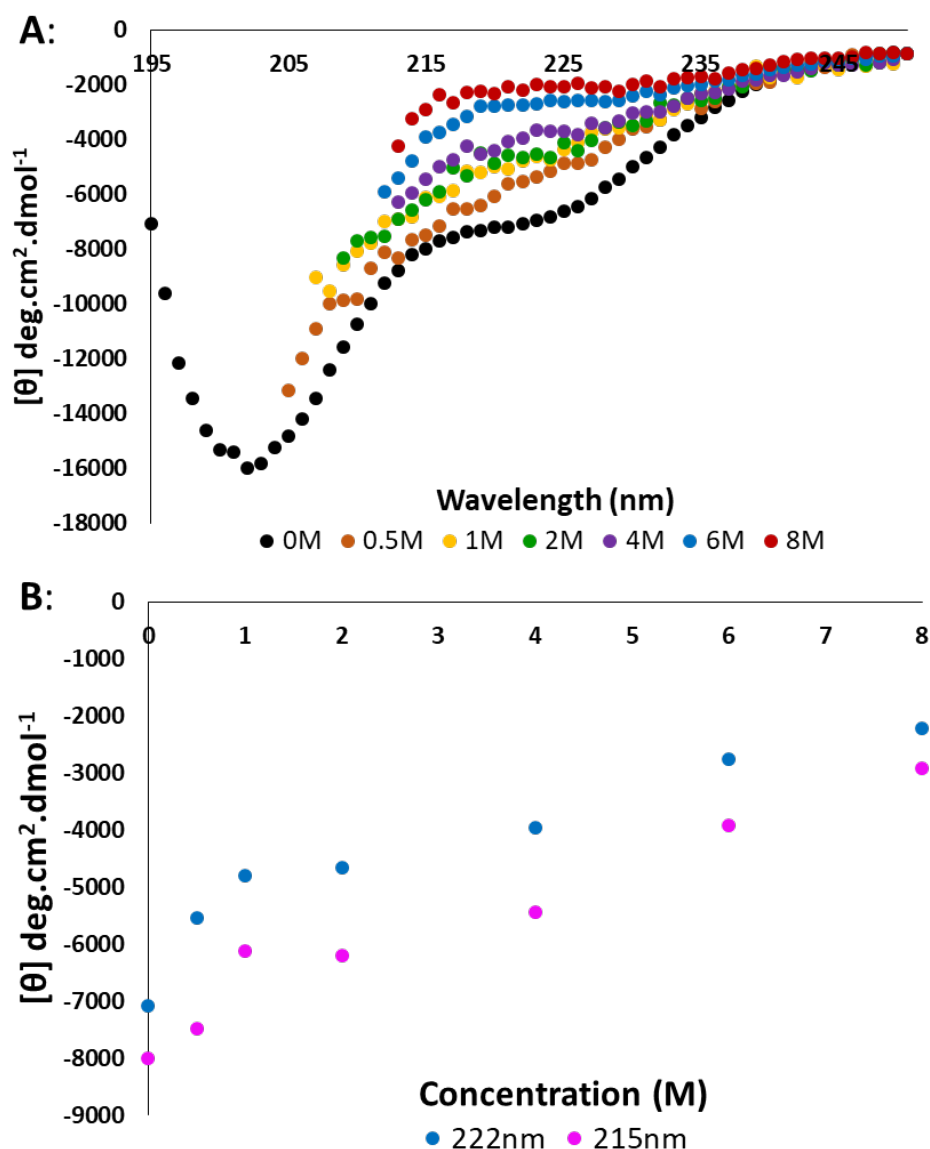 A:
0
195 205 215 225 235 245
-2000
-4000
-6000
-8000
-10000
-12000
-14000
-16000
-18000
[θ] deg.cm².dmol⁻¹
Wavelength (nm)
0M 0.5M 1M 2M 4M 6M 8M
B:
0
0 1 2 3 4 5 6 7 8
-1000
-2000
-3000
-4000
-5000
-6000
-7000
-8000
-9000
[θ] deg.cm².dmol⁻¹
Concentration (M)
222nm 215nm